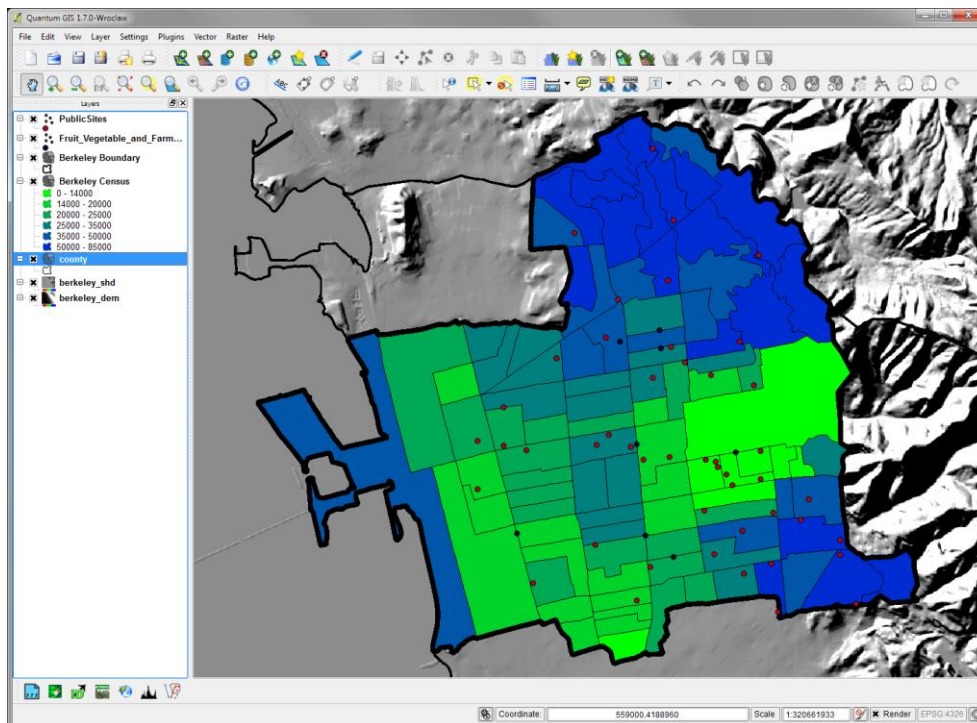 Quantum GIS 1.7.0-Wroclaw
File Edit View Layer Settings Plugins Vector Raster Help
ABC
Layers
PublicSites
Fruit_Vegetable_and_Farm...
Berkeley Boundary
Berkeley Census
0 - 14000
14000 - 20000
20000 - 25000
25000 - 35000
35000 - 50000
50000 - 85000
county
berkeley_shd
berkeley_dem
Coordinate: 559000,4188960 Scale 1:320661933 Render EPSG:4326